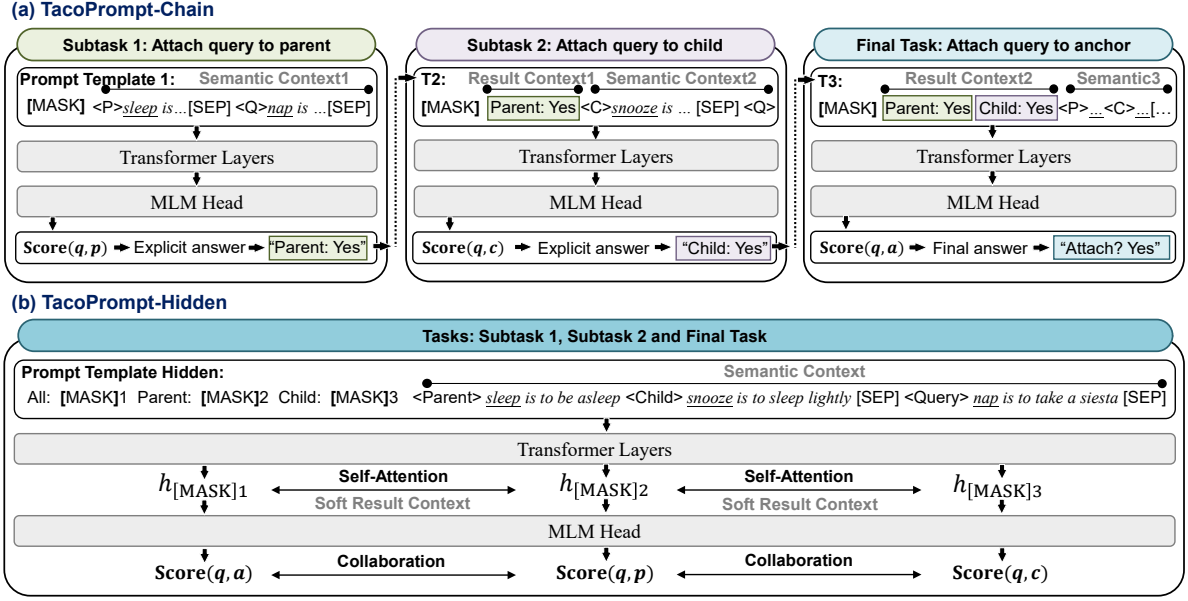 (a) TacoPrompt-Chain
Subtask 1: Attach query to parent
Prompt Template 1: Semantic Context1
[MASK] <P>sleep is...[SEP] <Q>nap is ...[SEP]
Transformer Layers
MLM Head
Score(q, p) Explicit answer "Parent: Yes"
Subtask 2: Attach query to child
T2: Result Context1 Semantic Context2
[MASK] Parent: Yes <C>snooze is ... [SEP] <Q>
Transformer Layers
MLM Head
Score(q, c) Explicit answer "Child: Yes"
Final Task: Attach query to anchor
T3: Result Context2 Semantic3
[MASK] Parent: Yes Child: Yes <P>... <C>...[...
Transformer Layers
MLM Head
Score(q, a) Final answer "Attach? Yes"
(b) TacoPrompt-Hidden
Tasks: Subtask 1, Subtask 2 and Final Task
Prompt Template Hidden: Semantic Context
All: [MASK]1 Parent: [MASK]2 Child: [MASK]3 <Parent> sleep is to be asleep <Child> snooze is to sleep lightly [SEP] <Query> nap is to take a siesta [SEP]
Transformer Layers
h[MASK]1 Self-Attention h[MASK]2 Self-Attention h[MASK]3
Soft Result Context Soft Result Context
MLM Head
Score(q, a) Collaboration Score(q, p) Collaboration Score(q, c)